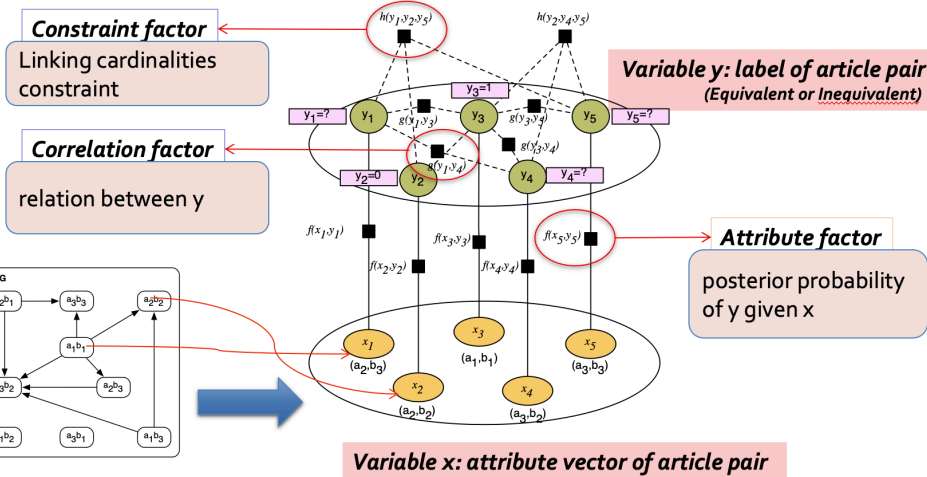 Constraint factor
Linking cardinalities
constraint
h(y1,y2,y5)
h(y2,y4,y5)
Variable y: label of article pair
(Equivalent or Inequivalent)
y3=1
y1=?
y1
y3
y5
y5=?
g(y1,y3)
g(y3,y5)
g(y3,y4)
Correlation factor
relation between y
g(y1,y4)
y2=0
y2
y4
y4=?
f(x1,y1)
f(x2,y2)
f(x3,y3)
f(x4,y4)
f(x5,y5)
Attribute factor
posterior probability
of y given x
G
2b1
a3b3
a2b2
a1b1
3b2
a2b3
1b2
a3b1
a1b3
x1
(a2,b3)
x2
(a2,b2)
x3
(a1,b1)
x4
(a3,b2)
x5
(a3,b3)
Variable x: attribute vector of article pair